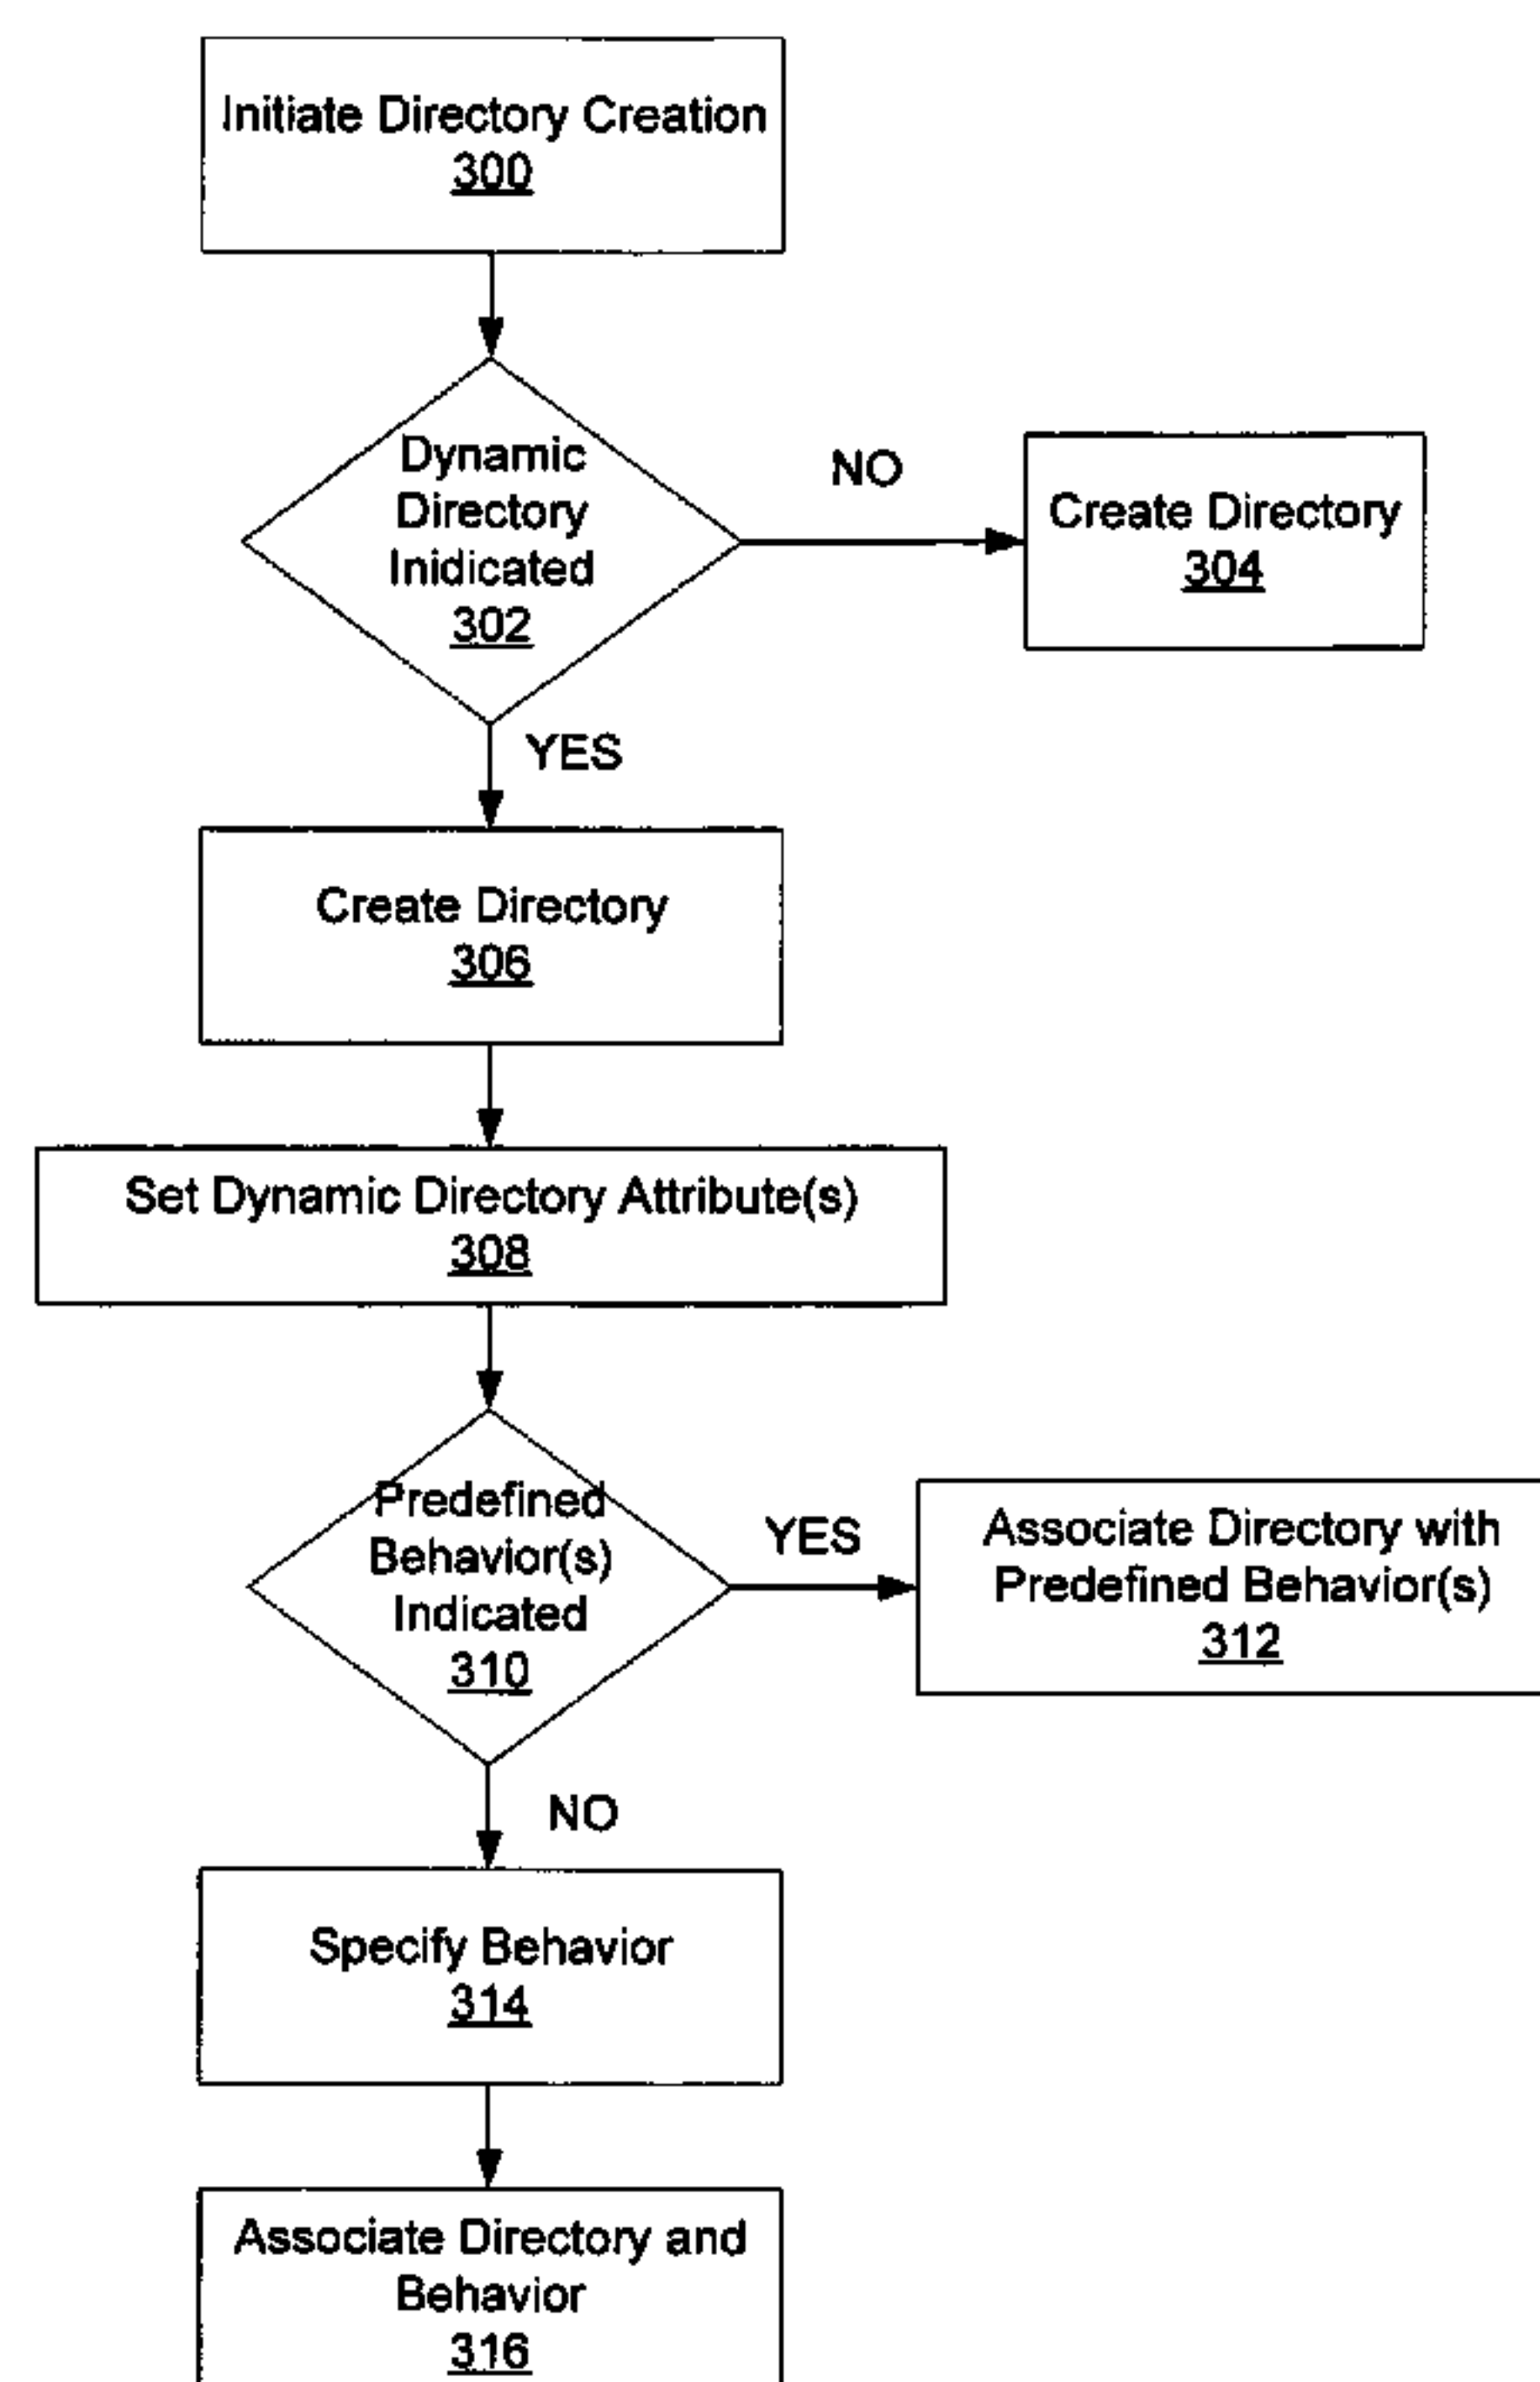 Initiate Directory Creation
300
Dynamic
Directory
Inidicated
302
NO
Create Directory
304
YES
Create Directory
306
Set Dynamic Directory Attribute(s)
308
Predefined
Behavior(s)
Indicated
310
YES
Associate Directory with
Predefined Behavior(s)
312
NO
Specify Behavior
314
Associate Directory and
Behavior
316